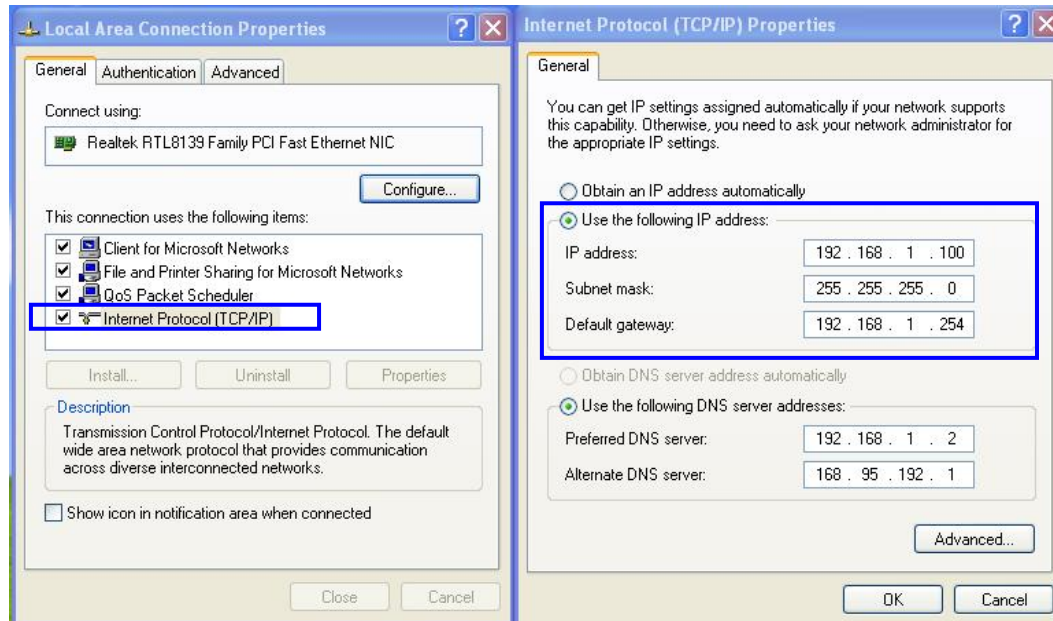 Local Area Connection Properties
General Authentication Advanced
Connect using:
Realtek RTL8139 Family PCI Fast Ethernet NIC
Configure...
This connection uses the following items:
Client for Microsoft Networks
File and Printer Sharing for Microsoft Networks
QoS Packet Scheduler
Internet Protocol (TCP/IP)
Install... Uninstall Properties
Description
Transmission Control Protocol/Internet Protocol. The default
wide area network protocol that provides communication
across diverse interconnected networks.
Show icon in notification area when connected
Close Cancel
Internet Protocol (TCP/IP) Properties
General
You can get IP settings assigned automatically if your network supports
this capability. Otherwise, you need to ask your network administrator for
the appropriate IP settings.
Obtain an IP address automatically
Use the following IP address:
IP address: 192 . 168 . 1 . 100
Subnet mask: 255 . 255 . 255 . 0
Default gateway: 192 . 168 . 1 . 254
Obtain DNS server address automatically
Use the following DNS server addresses:
Preferred DNS server: 192 . 168 . 1 . 2
Alternate DNS server: 168 . 95 . 192 . 1
Advanced...
OK Cancel